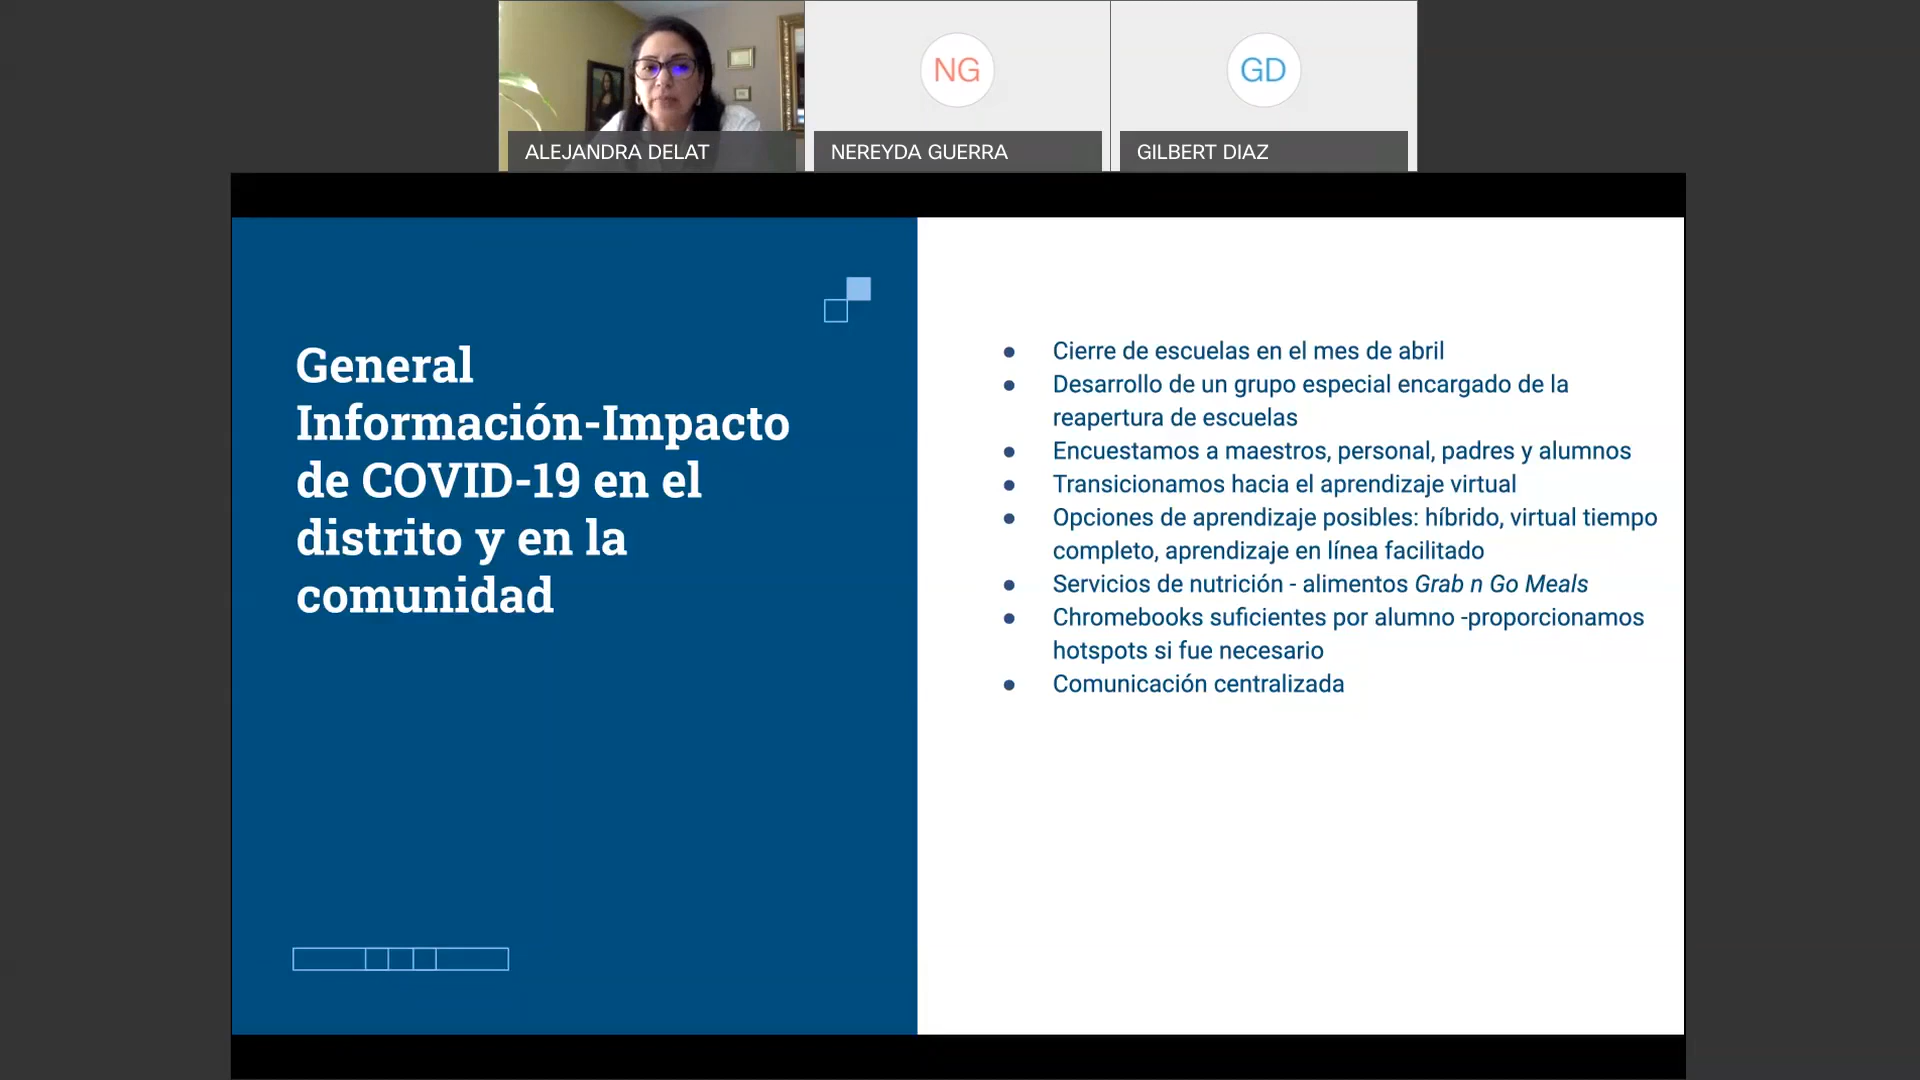 NG
GD
ALEJANDRA DELAT
NEREYDA GUERRA
GILBERT DIAZ
General
Información-Impacto
de COVID-19 en el
distrito y en la
comunidad
● Cierre de escuelas en el mes de abril
● Desarrollo de un grupo especial encargado de la
reapertura de escuelas
● Encuestamos a maestros, personal, padres y alumnos
● Transicionamos hacia el aprendizaje virtual
● Opciones de aprendizaje posibles: híbrido, virtual tiempo
completo, aprendizaje en línea facilitado
● Servicios de nutrición - alimentos Grab n Go Meals
● Chromebooks suficientes por alumno -proporcionamos
hotspots si fue necesario
● Comunicación centralizada